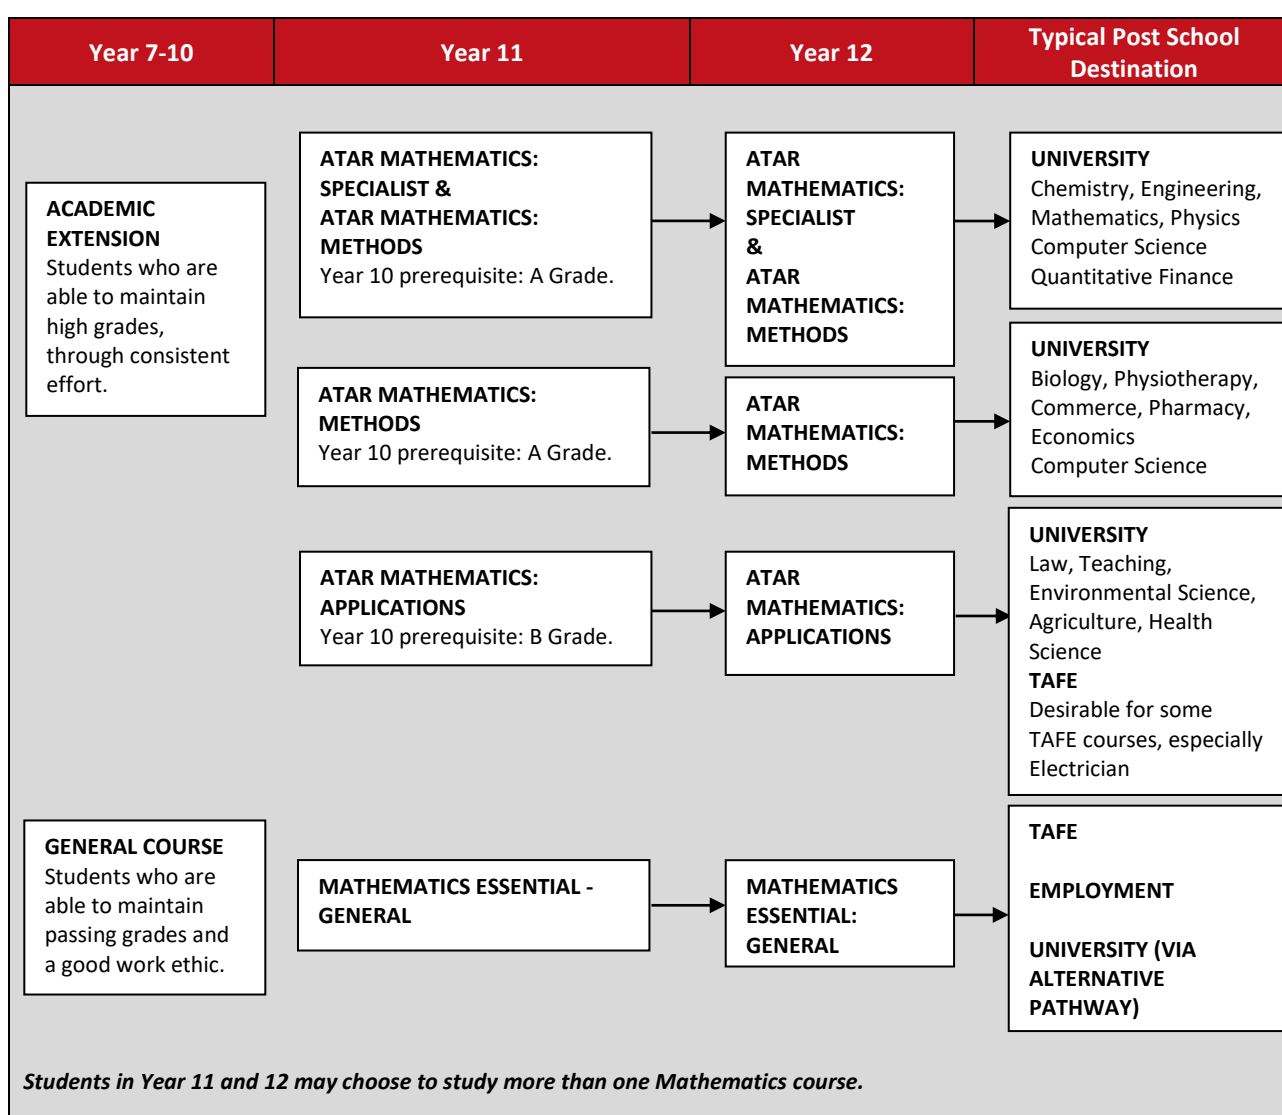 Year 7-10
Year 11
Year 12
Typical Post School
Destination
ACADEMIC
EXTENSION
Students who are
able to maintain
high grades,
through consistent
effort.
ATAR MATHEMATICS:
SPECIALIST &
ATAR MATHEMATICS:
METHODS
Year 10 prerequisite: A Grade.
ATAR
MATHEMATICS:
SPECIALIST
&
ATAR
MATHEMATICS:
METHODS
UNIVERSITY
Chemistry, Engineering,
Mathematics, Physics
Computer Science
Quantitative Finance
ATAR MATHEMATICS:
METHODS
Year 10 prerequisite: A Grade.
ATAR
MATHEMATICS:
METHODS
UNIVERSITY
Biology, Physiotherapy,
Commerce, Pharmacy,
Economics
Computer Science
ATAR MATHEMATICS:
APPLICATIONS
Year 10 prerequisite: B Grade.
ATAR
MATHEMATICS:
APPLICATIONS
UNIVERSITY
Law, Teaching,
Environmental Science,
Agriculture, Health
Science
TAFE
Desirable for some
TAFE courses, especially
Electrician
GENERAL COURSE
Students who are
able to maintain
passing grades and
a good work ethic.
MATHEMATICS ESSENTIAL -
GENERAL
MATHEMATICS
ESSENTIAL:
GENERAL
TAFE
EMPLOYMENT
UNIVERSITY (VIA
ALTERNATIVE
PATHWAY)
Students in Year 11 and 12 may choose to study more than one Mathematics course.